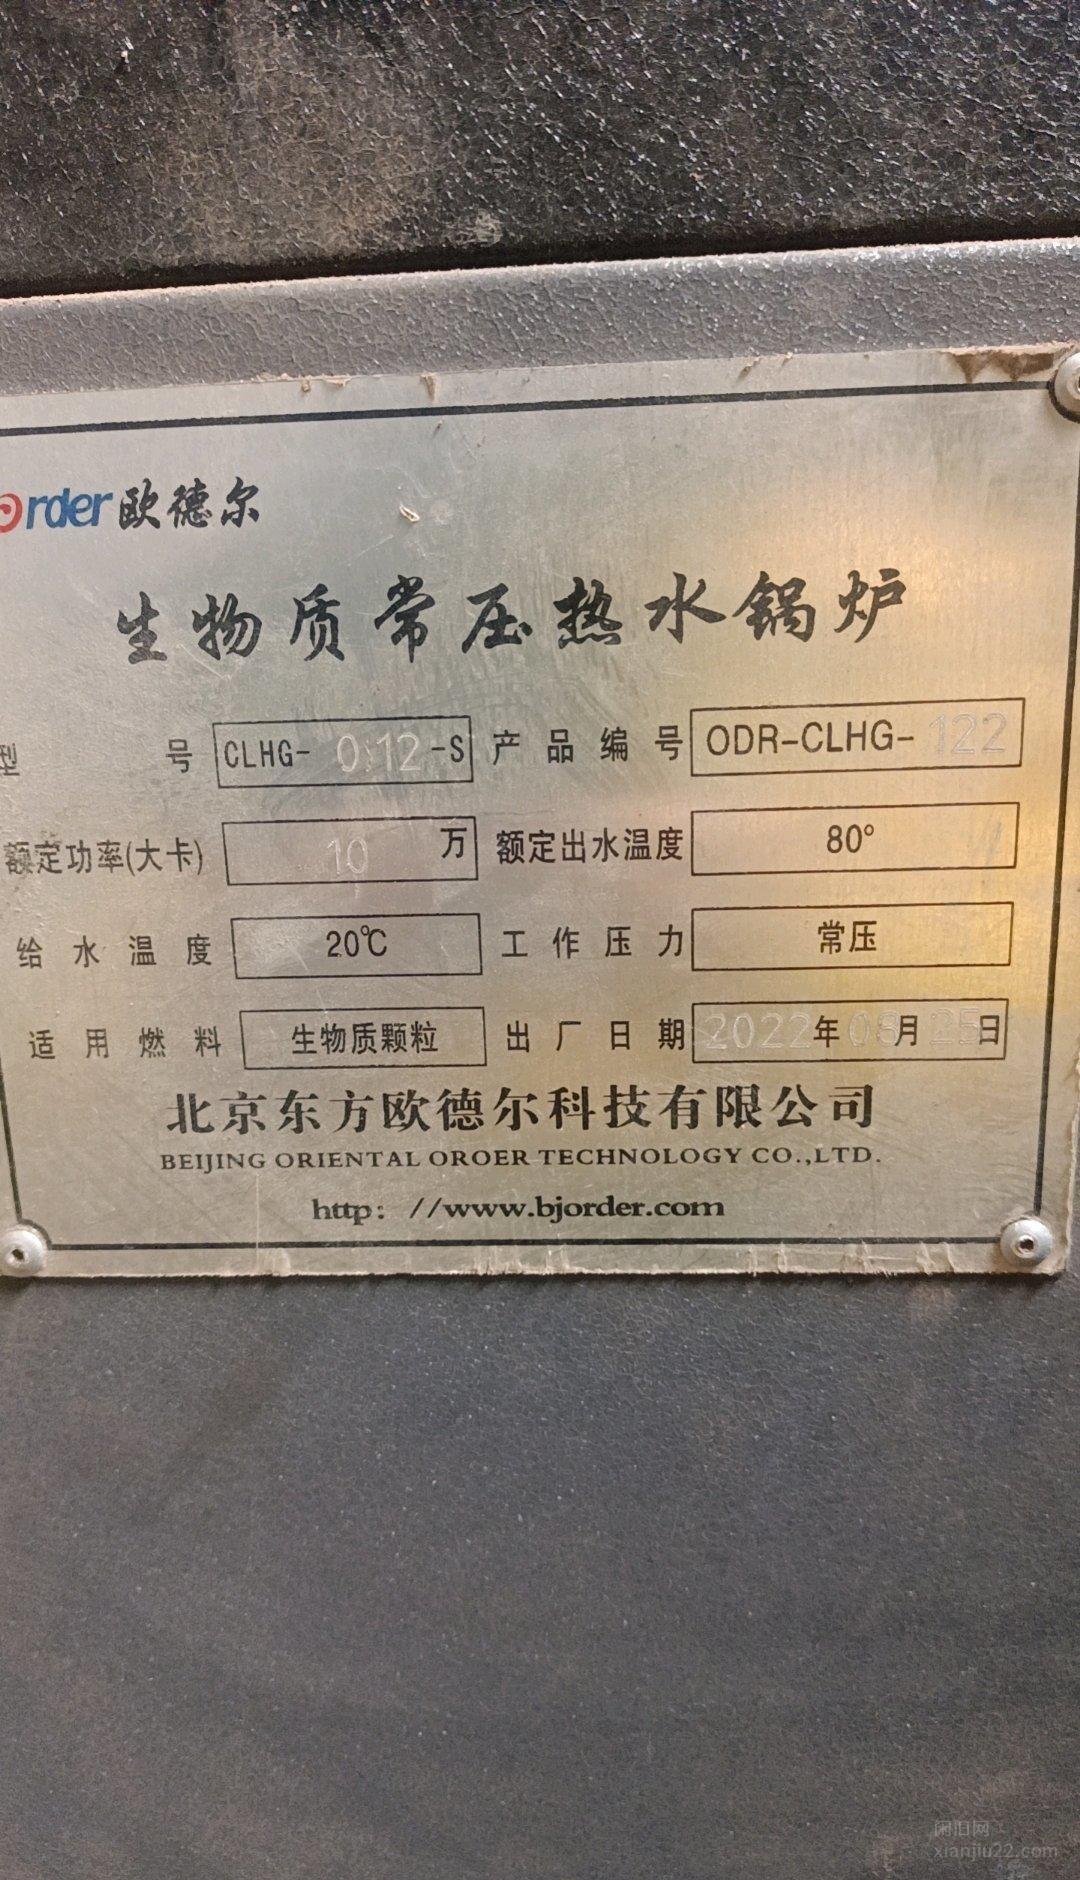 order欧德尔
生物质常压热水锅炉
型号 CLHG-0.12-S 产品编号 ODR-CLHG-122
额定功率(大卡) 10万 额定出水温度 80°
给水温度 20℃ 工作压力 常压
适用燃料 生物质颗粒 出厂日期 2022年08月25日
北京东方欧德尔科技有限公司
BEIJING ORIENTAL OROER TECHNOLOGY CO.,LTD.
http: //www.bjorder.com
闲旧网
xianjiu22.com